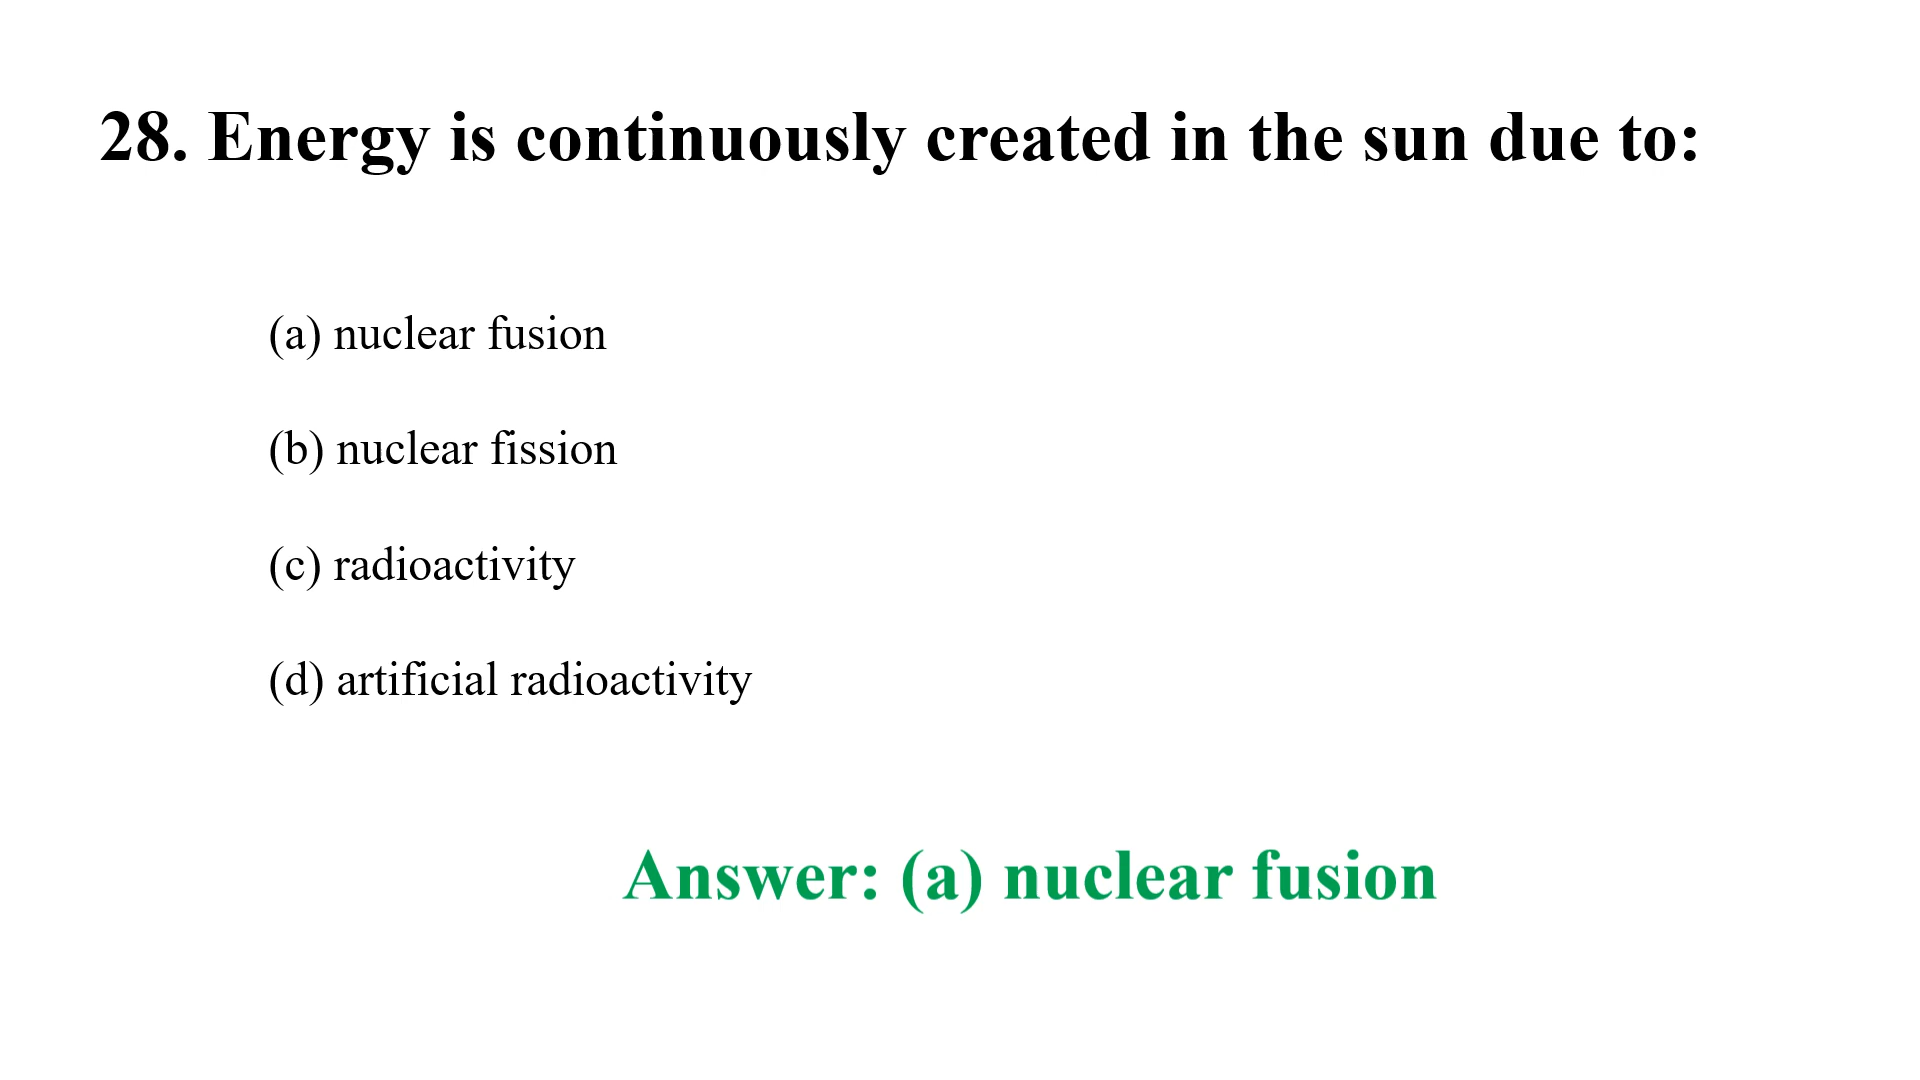 28. Energy is continuously created in the sun due to:
(a) nuclear fusion
(b) nuclear fission
(c) radioactivity
(d) artificial radioactivity
Answer: (a) nuclear fusion